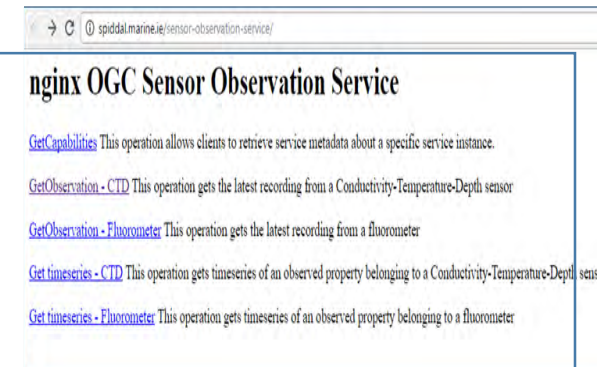 spiddal.marine.ie/sensor-observation-service/
nginx OGC Sensor Observation Service
GetCapabilities This operation allows clients to retrieve service metadata about a specific service instance.
GetObservation - CTD This operation gets the latest recording from a Conductivity-Temperature-Depth sensor
GetObservation - Fluorometer This operation gets the latest recording from a fluorometer
Get timeseries - CTD This operation gets timeseries of an observed property belonging to a Conductivity-Temperature-Depth sens
Get timeseries - Fluorometer This operation gets timeseries of an observed property belonging to a fluorometer